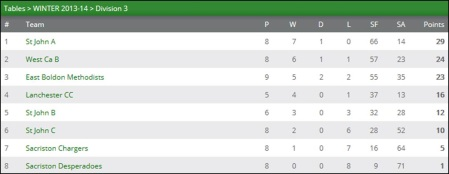 Tables > WINTER 2013-14 > Division 3
# Team P W D L SF SA Points
1 St John A 8 7 1 0 66 14 29
2 West Ca B 8 6 1 1 57 23 24
3 East Boldon Methodists 9 5 2 2 55 35 23
4 Lanchester CC 5 4 0 1 37 13 16
5 St John B 6 3 0 3 32 28 12
6 St John C 8 2 0 6 28 52 10
7 Sacriston Chargers 8 1 0 7 16 64 5
8 Sacriston Desperadoes 8 0 0 8 9 71 1